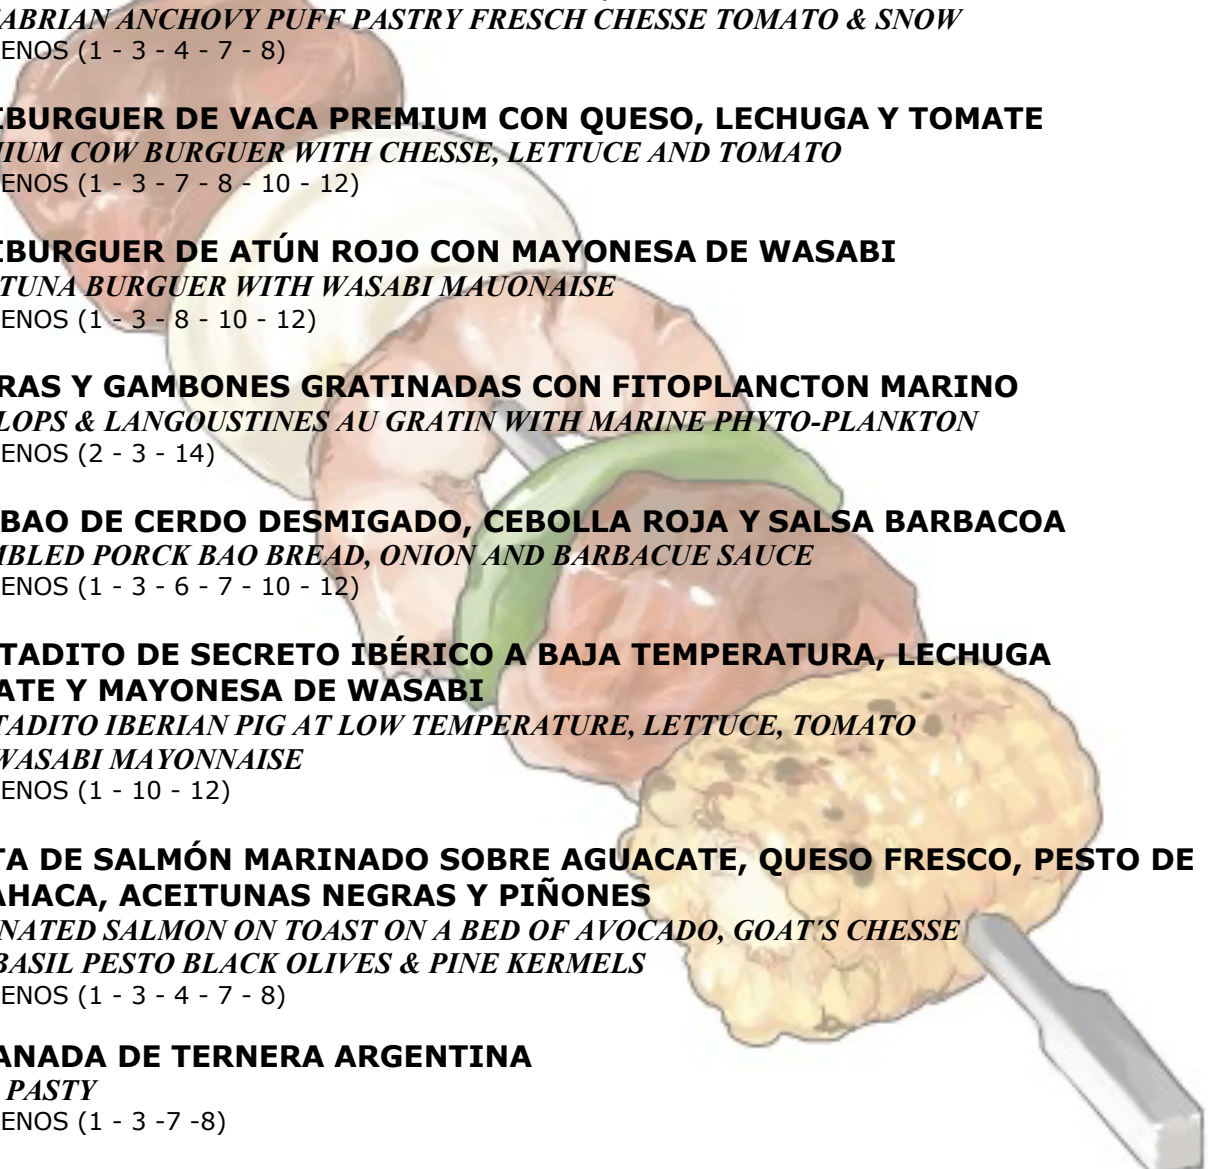 ABRIAN ANCHOVY PUFF PASTRY FRESCH CHESSE TOMATO & SNOW
ENOS (1 - 3 - 4 - 7 - 8)
IBURGUER DE VACA PREMIUM CON QUESO, LECHUGA Y TOMATE
MIUM COW BURGUER WITH CHESSE, LETTUCE AND TOMATO
ENOS (1 - 3 - 7 - 8 - 10 - 12)
IBURGUER DE ATÚN ROJO CON MAYONESA DE WASABI
TUNA BURGUER WITH WASABI MAUONAISE
ENOS (1 - 3 - 8 - 10 - 12)
RAS Y GAMBONES GRATINADAS CON FITOPLANCTON MARINO
LOPS & LANGOUSTINES AU GRATIN WITH MARINE PHYTO-PLANKTON
ENOS (2 - 3 - 14)
BAO DE CERDO DESMIGADO, CEBOLLA ROJA Y SALSA BARBACOA
MBLED PORCK BAO BREAD, ONION AND BARBACUE SAUCE
ENOS (1 - 3 - 6 - 7 - 10 - 12)
TADITO DE SECRETO IBÉRICO A BAJA TEMPERATURA, LECHUGA
ATE Y MAYONESA DE WASABI
TADITO IBERIAN PIG AT LOW TEMPERATURE, LETTUCE, TOMATO
WASABI MAYONNAISE
ENOS (1 - 10 - 12)
TA DE SALMÓN MARINADO SOBRE AGUACATE, QUESO FRESCO, PESTO DE
AHACA, ACEITUNAS NEGRAS Y PIÑONES
NATED SALMON ON TOAST ON A BED OF AVOCADO, GOAT´S CHESSE
BASIL PESTO BLACK OLIVES & PINE KERMELS
ENOS (1 - 3 - 4 - 7 - 8)
ANADA DE TERNERA ARGENTINA
PASTY
ENOS (1 - 3 -7 -8)